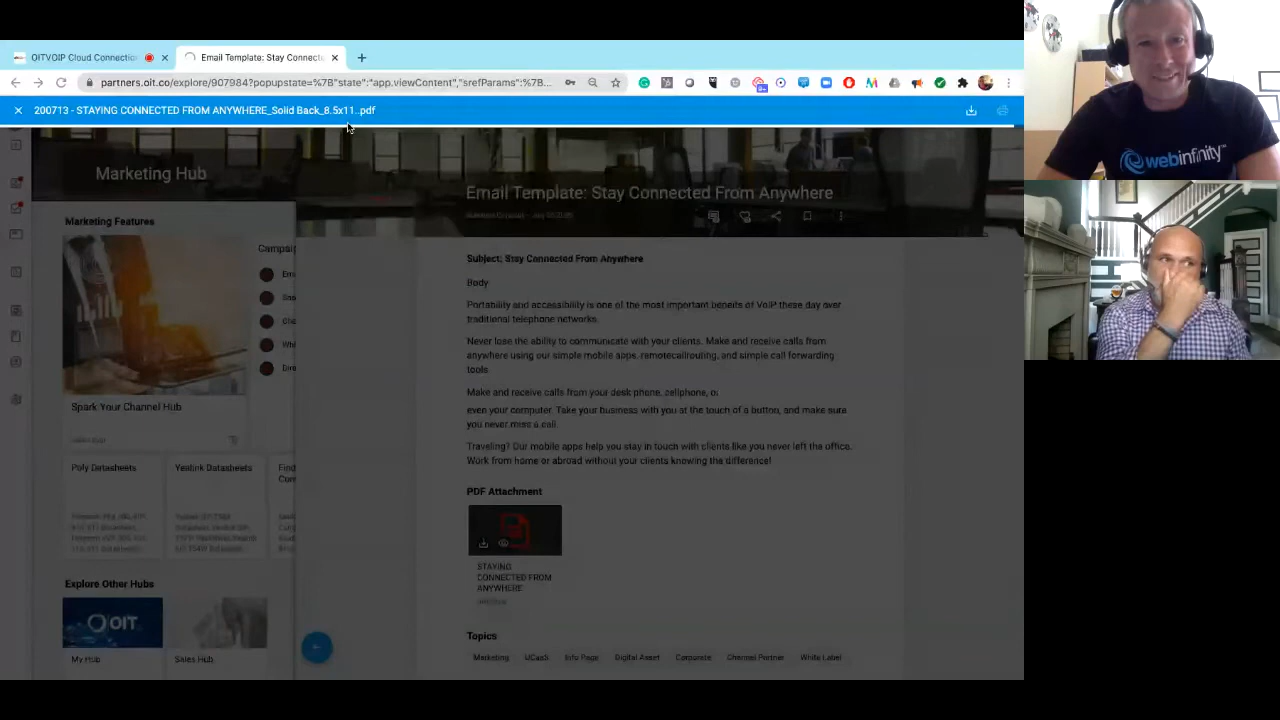 OITVOIP Cloud Connectio
Email Template: Stay Connecte
partners.oit.co/explore/907984?popupstate=%7B"state":"app.viewContent","srefParams":%7B...
200713 - STAYING CONNECTED FROM ANYWHERE_Solid Back_8.5x11..pdf
Marketing Hub
Email Template: Stay Connected From Anywhere
Marketing Features
Campaig
Spark Your Channel Hub
Poly Datasheets
Yealink Datasheets
Find
Com
Explore Other Hubs
OIT
My Hub
Sales Hub
Subject: Stay Connected From Anywhere
Body
Portability and accessibility is one of the most important benefits of VoIP these day over
traditional telephone networks.
Never lose the ability to communicate with your clients. Make and receive calls from
anywhere using our simple mobile apps, remotecallrouting, and simple call forwarding
tools.
Make and receive calls from your desk phone, cellphone, or
even your computer. Take your business with you at the touch of a button, and make sure
you never miss a call.
Traveling? Our mobile apps help you stay in touch with clients like you never left the office.
Work from home or abroad without your clients knowing the difference!
PDF Attachment
STAYING
CONNECTED FROM
ANYWHERE
Topics
Marketing UCaaS Info Page Digital Asset Corporate Channel Partner White Label
webinfinity